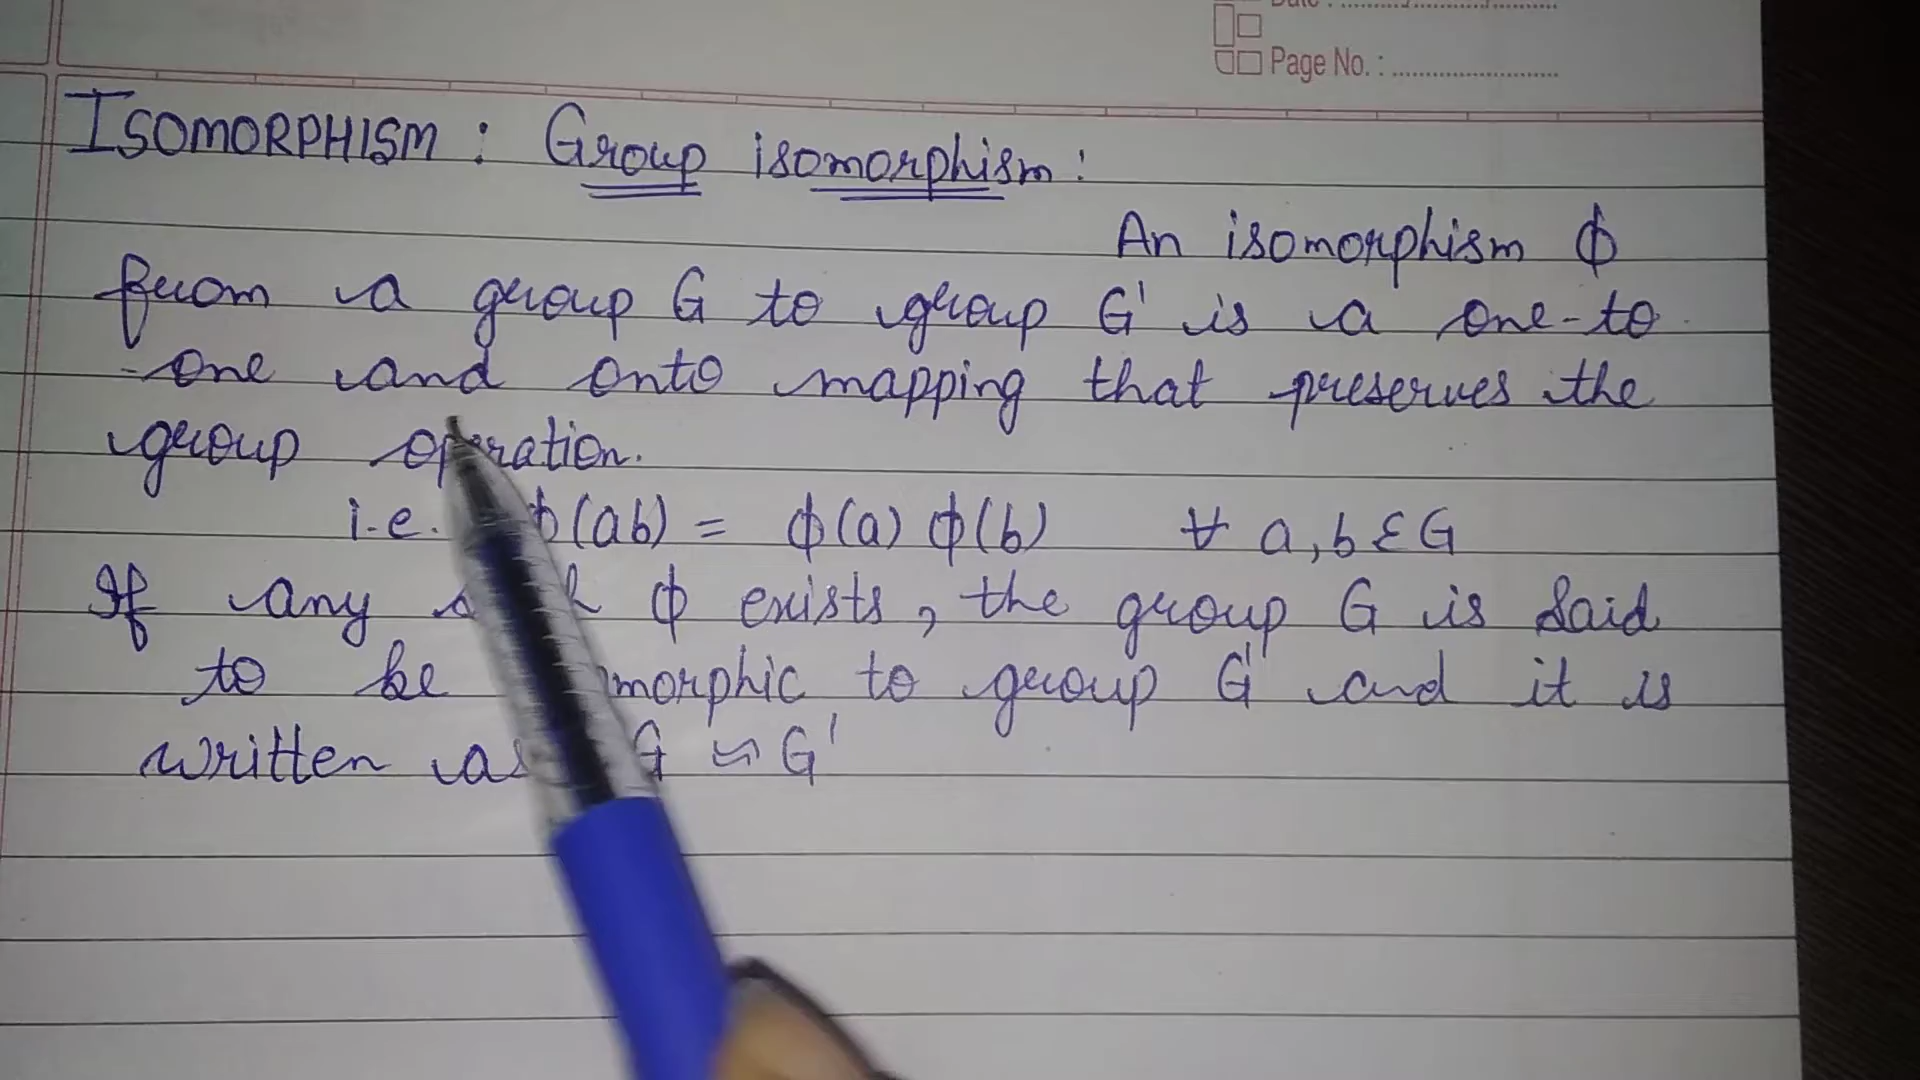 Date : ..............................
Page No. : ..............................
ISOMORPHISM : Group isomorphism :
An isomorphism ϕ
from a group G to group G' is a one-to
-one and onto mapping that preserves the
group operation.
i.e. ϕ(ab) = ϕ(a) ϕ(b) ∀ a, b ∈ G
If any ϕ exists, the group G is said
to be morphic to group G' and it is
written as G ≈ G'